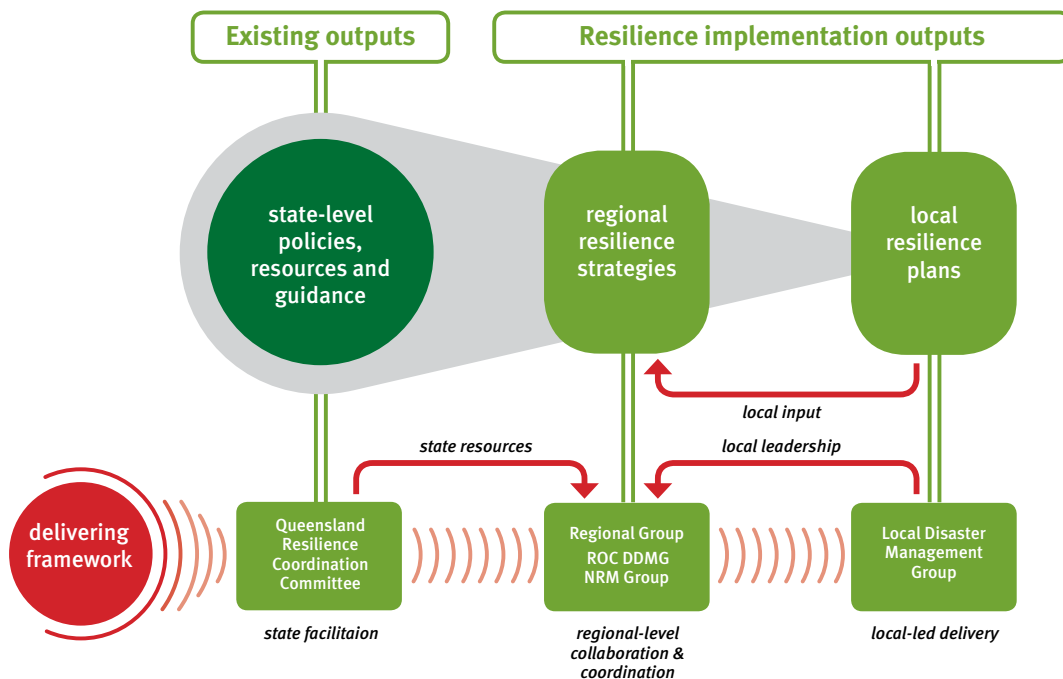 Existing outputs
Resilience implementation outputs
state-level
policies,
resources and
guidance
regional
resilience
strategies
local
resilience
plans
local input
state resources
local leadership
delivering
framework
Queensland
Resilience
Coordination
Committee
Regional Group
ROC DDMG
NRM Group
Local Disaster
Management
Group
state facilitaion
regional-level
collaboration &
coordination
local-led delivery